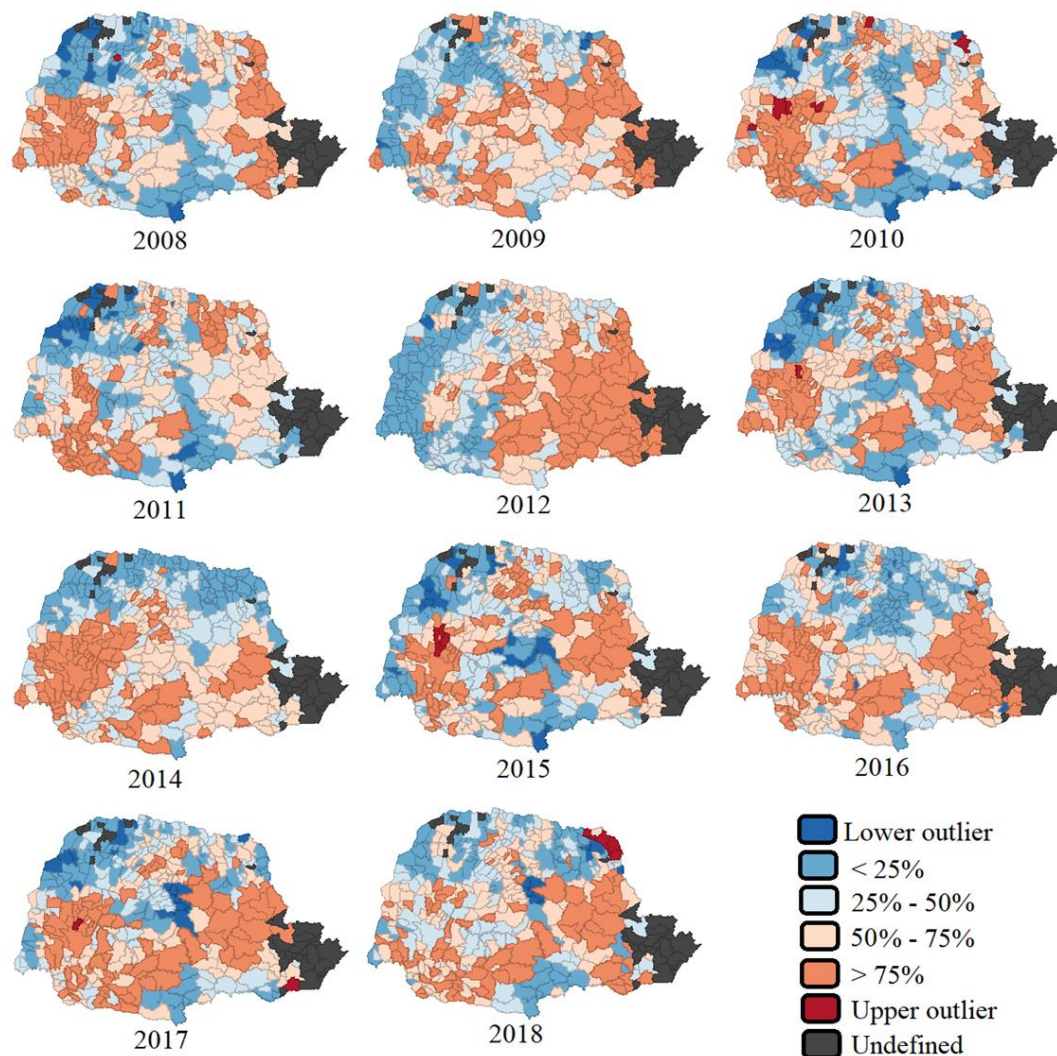 2008
2009
2010
2011
2012
2013
2014
2015
2016
2017
2018
Lower outlier
< 25%
25% - 50%
50% - 75%
> 75%
Upper outlier
Undefined